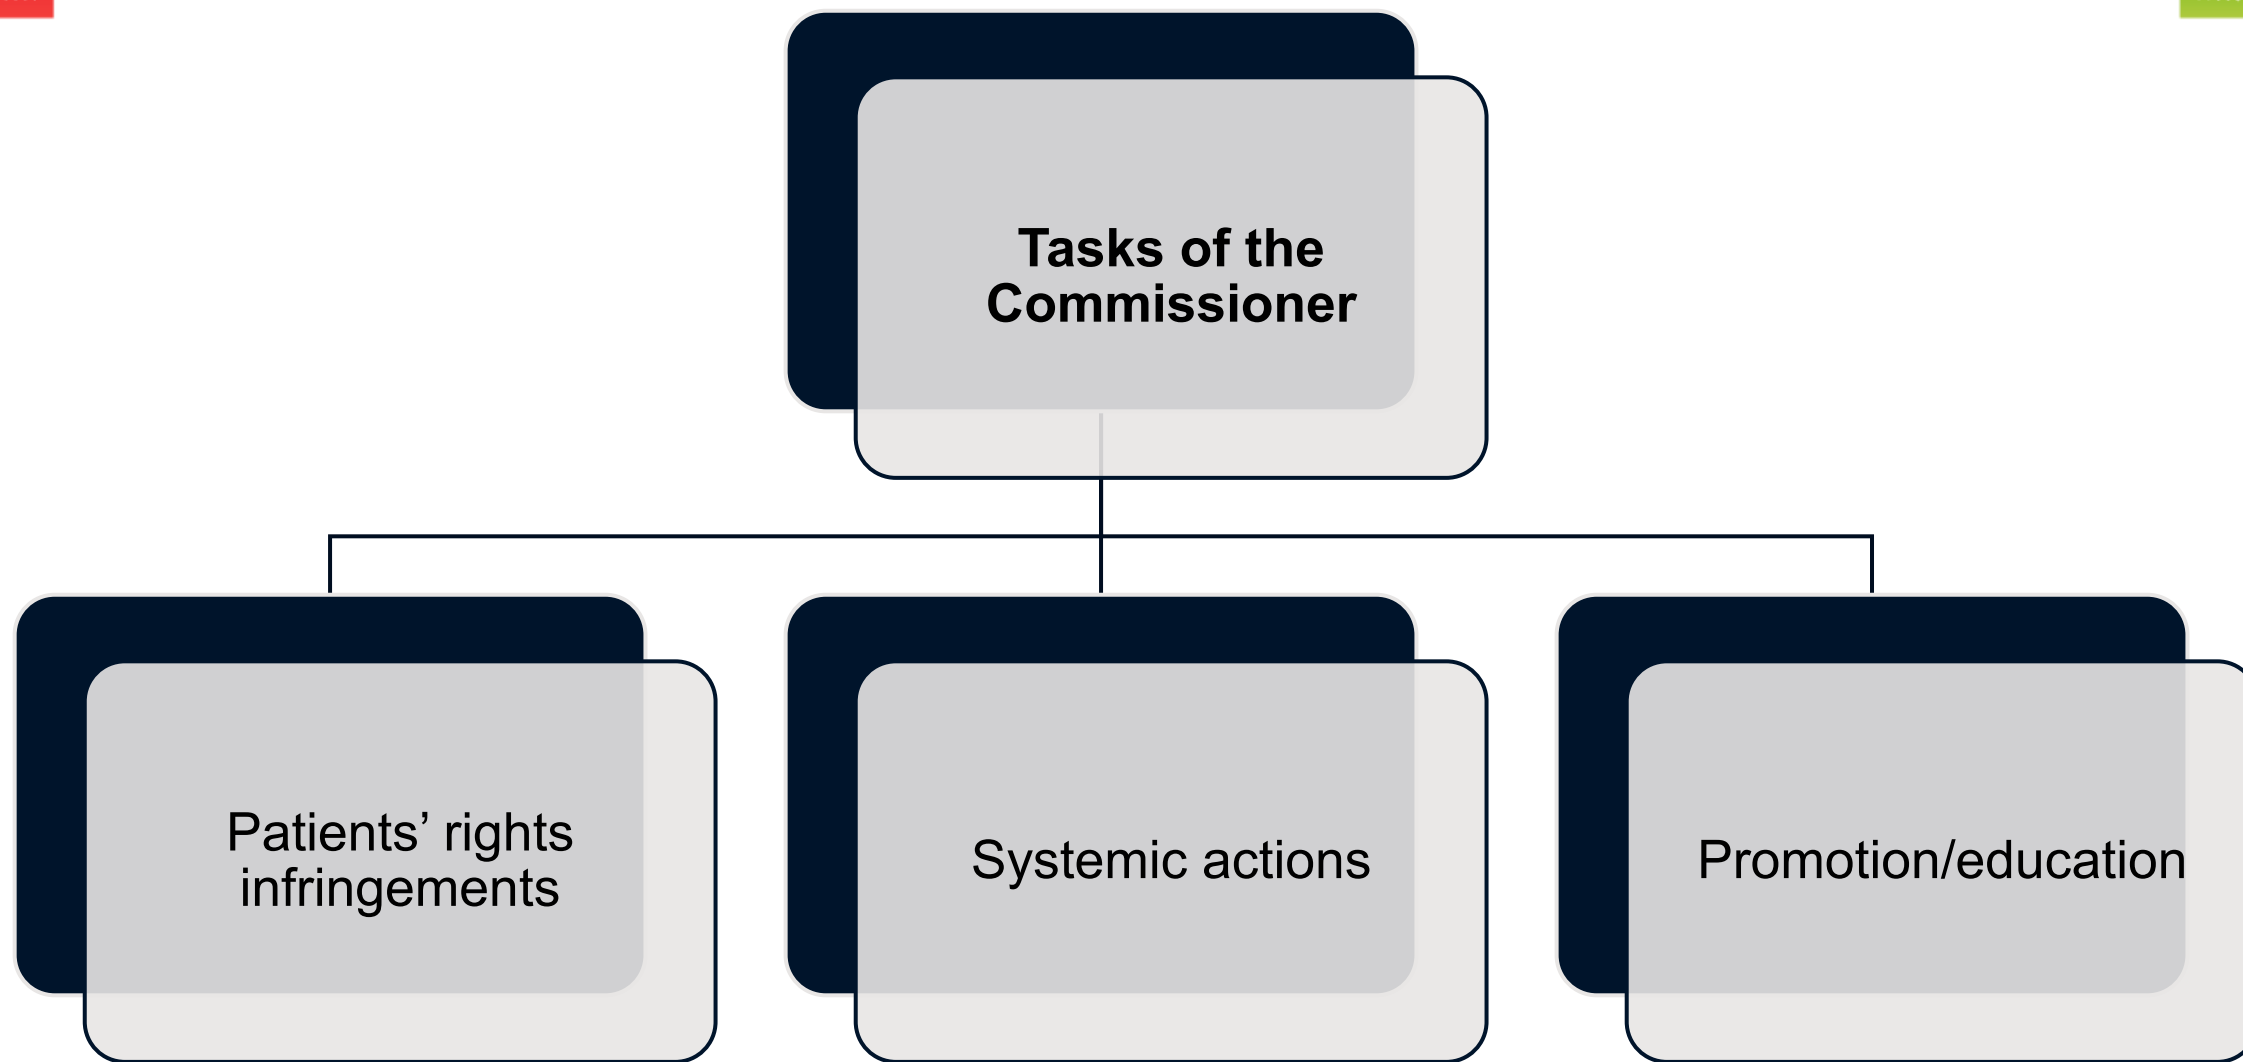 Tasks of the
Commissioner
Patients’ rights
infringements
Systemic actions
Promotion/education